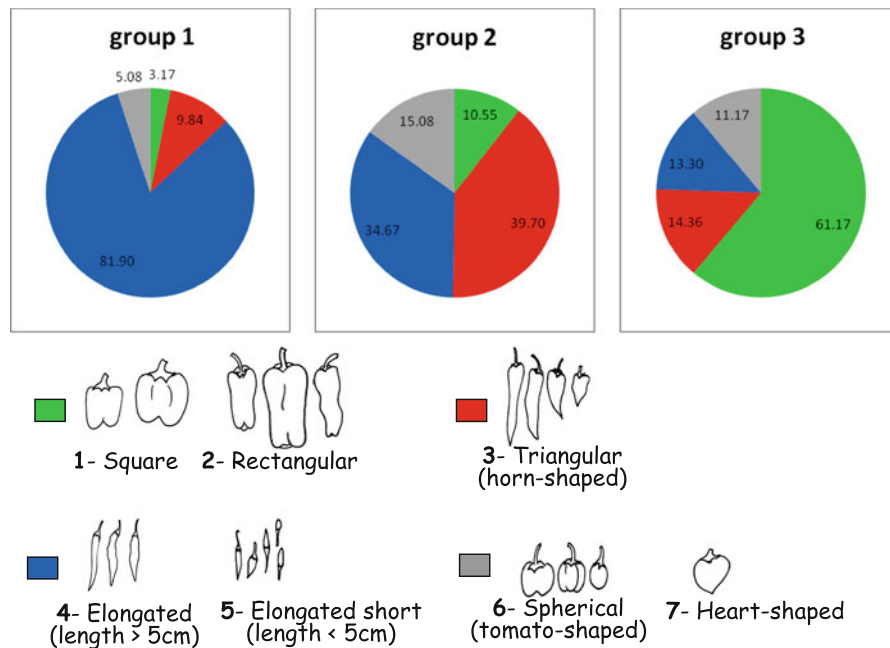 group 1
group 2
group 3
5.08
3.17
9.84
81.90
15.08
10.55
39.70
34.67
11.17
13.30
14.36
61.17
1- Square
2- Rectangular
3- Triangular
(horn-shaped)
4- Elongated
(length > 5cm)
5- Elongated short
(length < 5cm)
6- Spherical
(tomato-shaped)
7- Heart-shaped